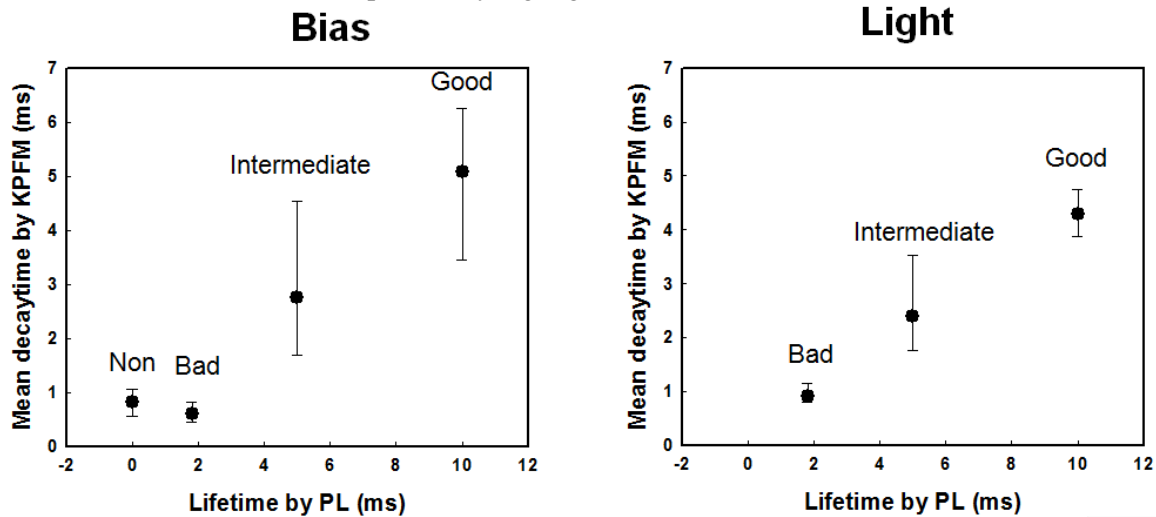 Bias
Mean decaytime by KPFM (ms)
7
6
5
4
3
2
1
0
Good
Intermediate
Non
Bad
-2 0 2 4 6 8 10 12
Lifetime by PL (ms)
Light
Mean decaytime by KPFM (ms)
7
6
5
4
3
2
1
0
Good
Intermediate
Bad
-2 0 2 4 6 8 10 12
Lifetime by PL (ms)